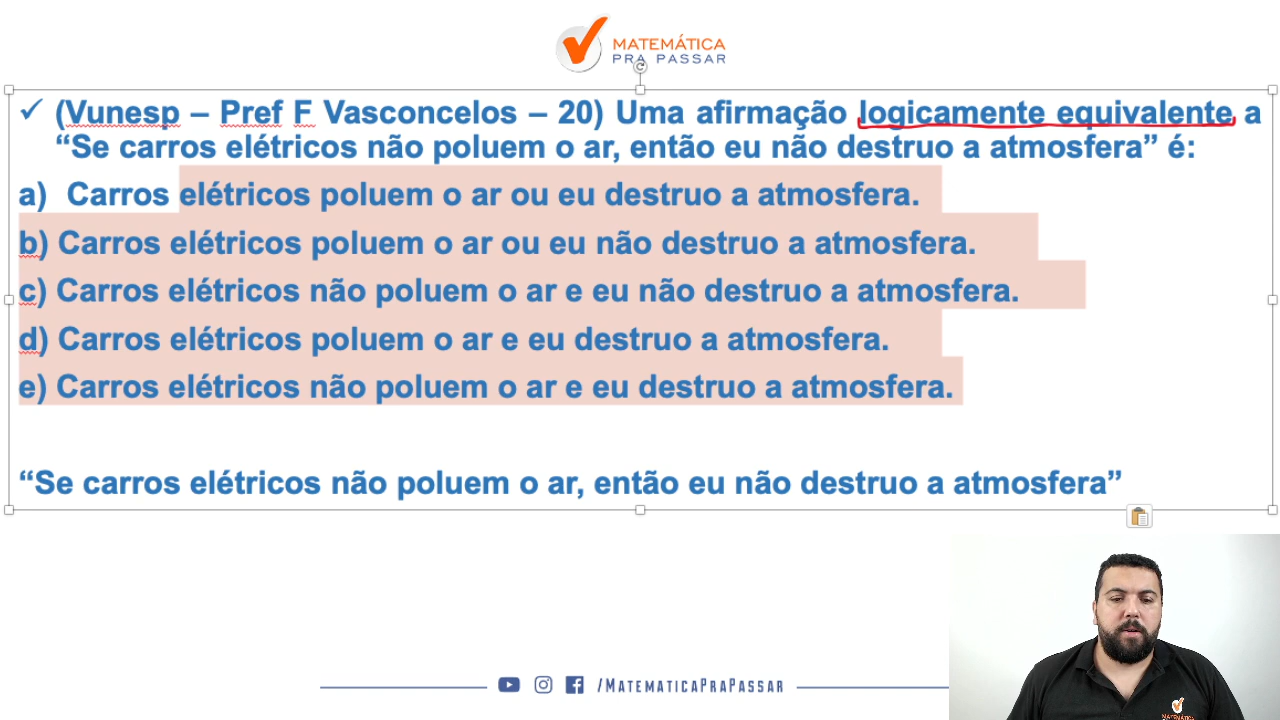 MATEMÁTICA
PRA PASSAR
✓ (Vunesp – Pref F Vasconcelos – 20) Uma afirmação logicamente equivalente a
“Se carros elétricos não poluem o ar, então eu não destruo a atmosfera” é:
a) Carros elétricos poluem o ar ou eu destruo a atmosfera.
b) Carros elétricos poluem o ar ou eu não destruo a atmosfera.
c) Carros elétricos não poluem o ar e eu não destruo a atmosfera.
d) Carros elétricos poluem o ar e eu destruo a atmosfera.
e) Carros elétricos não poluem o ar e eu destruo a atmosfera.
“Se carros elétricos não poluem o ar, então eu não destruo a atmosfera”
/MATEMATICAPRAPASSAR
MATEMÁTICA